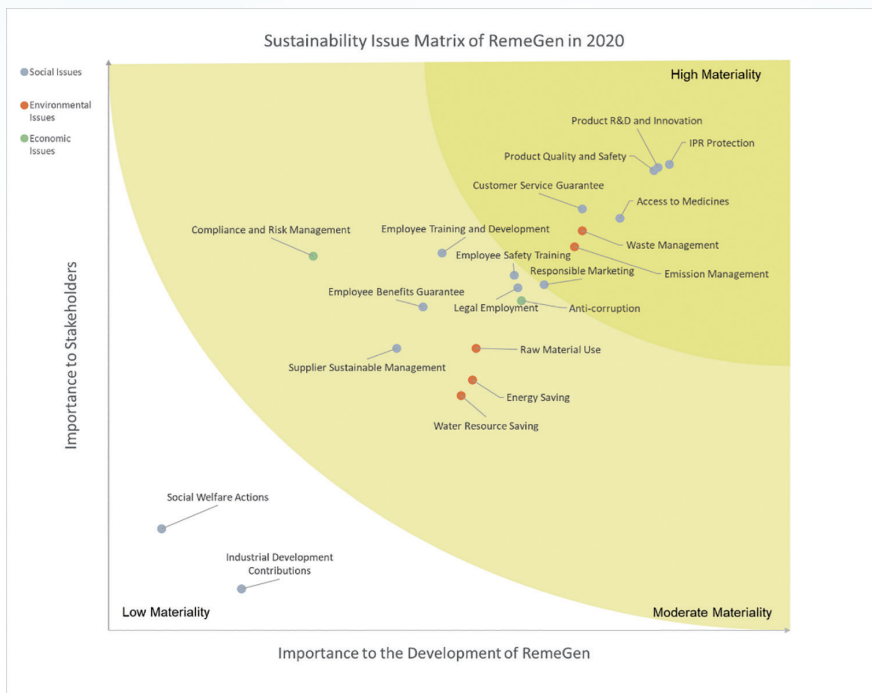 Sustainability Issue Matrix of RemeGen in 2020
Social Issues
Environmental
Issues
Economic
Issues
High Materiality
Product R&D and Innovation
IPR Protection
Product Quality and Safety
Customer Service Guarantee
Access to Medicines
Compliance and Risk Management
Employee Training and Development
Waste Management
Employee Safety Training
Responsible Marketing
Emission Management
Employee Benefits Guarantee
Legal Employment
Anti-corruption
Raw Material Use
Supplier Sustainable Management
Energy Saving
Water Resource Saving
Social Welfare Actions
Industrial Development
Contributions
Low Materiality
Moderate Materiality
Importance to Stakeholders
Importance to the Development of RemeGen